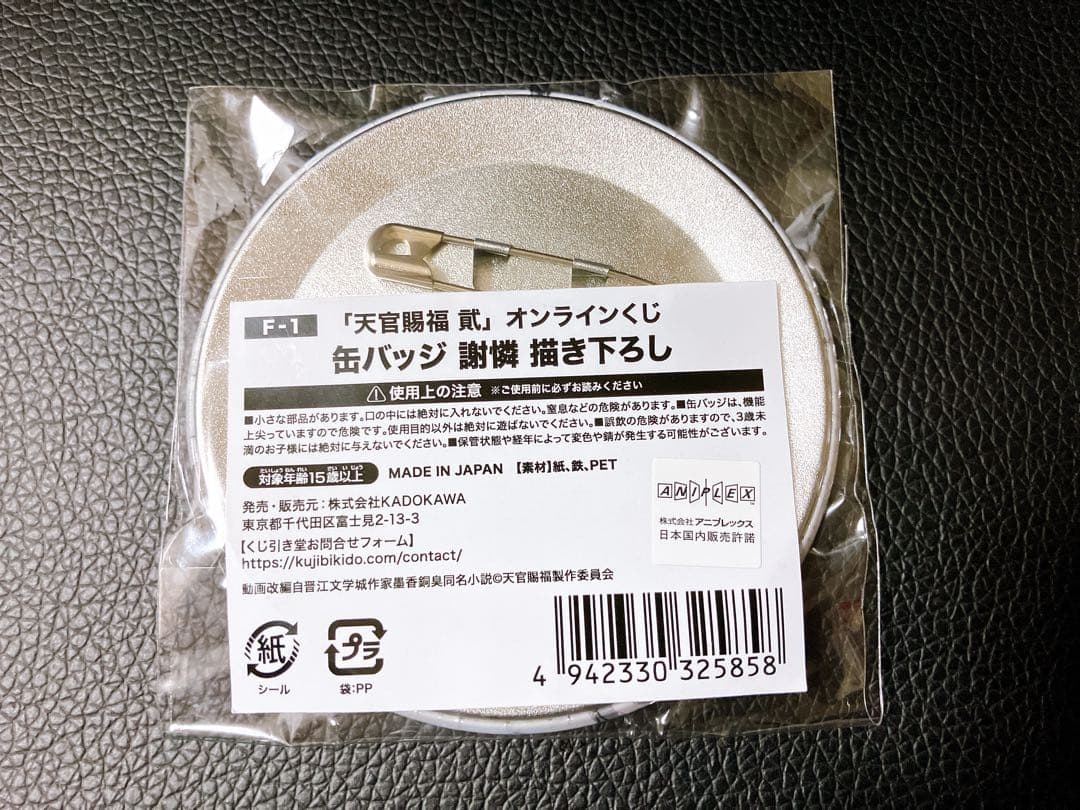 F-1 「天官賜福 貳」オンラインくじ
缶バッジ 謝憐 描き下ろし
使用上の注意 ※ご使用前に必ずお読みください
■小さな部品があります。口の中には絶対に入れないでください。窒息などの危険があります。■缶バッジは、機能
上尖っていますので危険です。使用目的以外は絶対に遊ばないでください。■誤飲の危険がありますので、3歳未
満のお子様には絶対に与えないでください。■保管状態や経年によって変色や錆が発生する可能性がございます。
たいしょうねんれい さい いじょう
対象年齢15歳以上 MADE IN JAPAN 【素材】紙、鉄、PET
発売・販売元:株式会社KADOKAWA
東京都千代田区富士見2-13-3
【くじ引き堂お問合せフォーム】
https://kujibikido.com/contact/
動画改編自晋江文学城作家墨香銅臭同名小説©天官賜福製作委員会
ANIPLEX™
株式会社アニプレックス
日本国内販売許諾
紙
シール
プラ
袋:PP
4 942330 325858